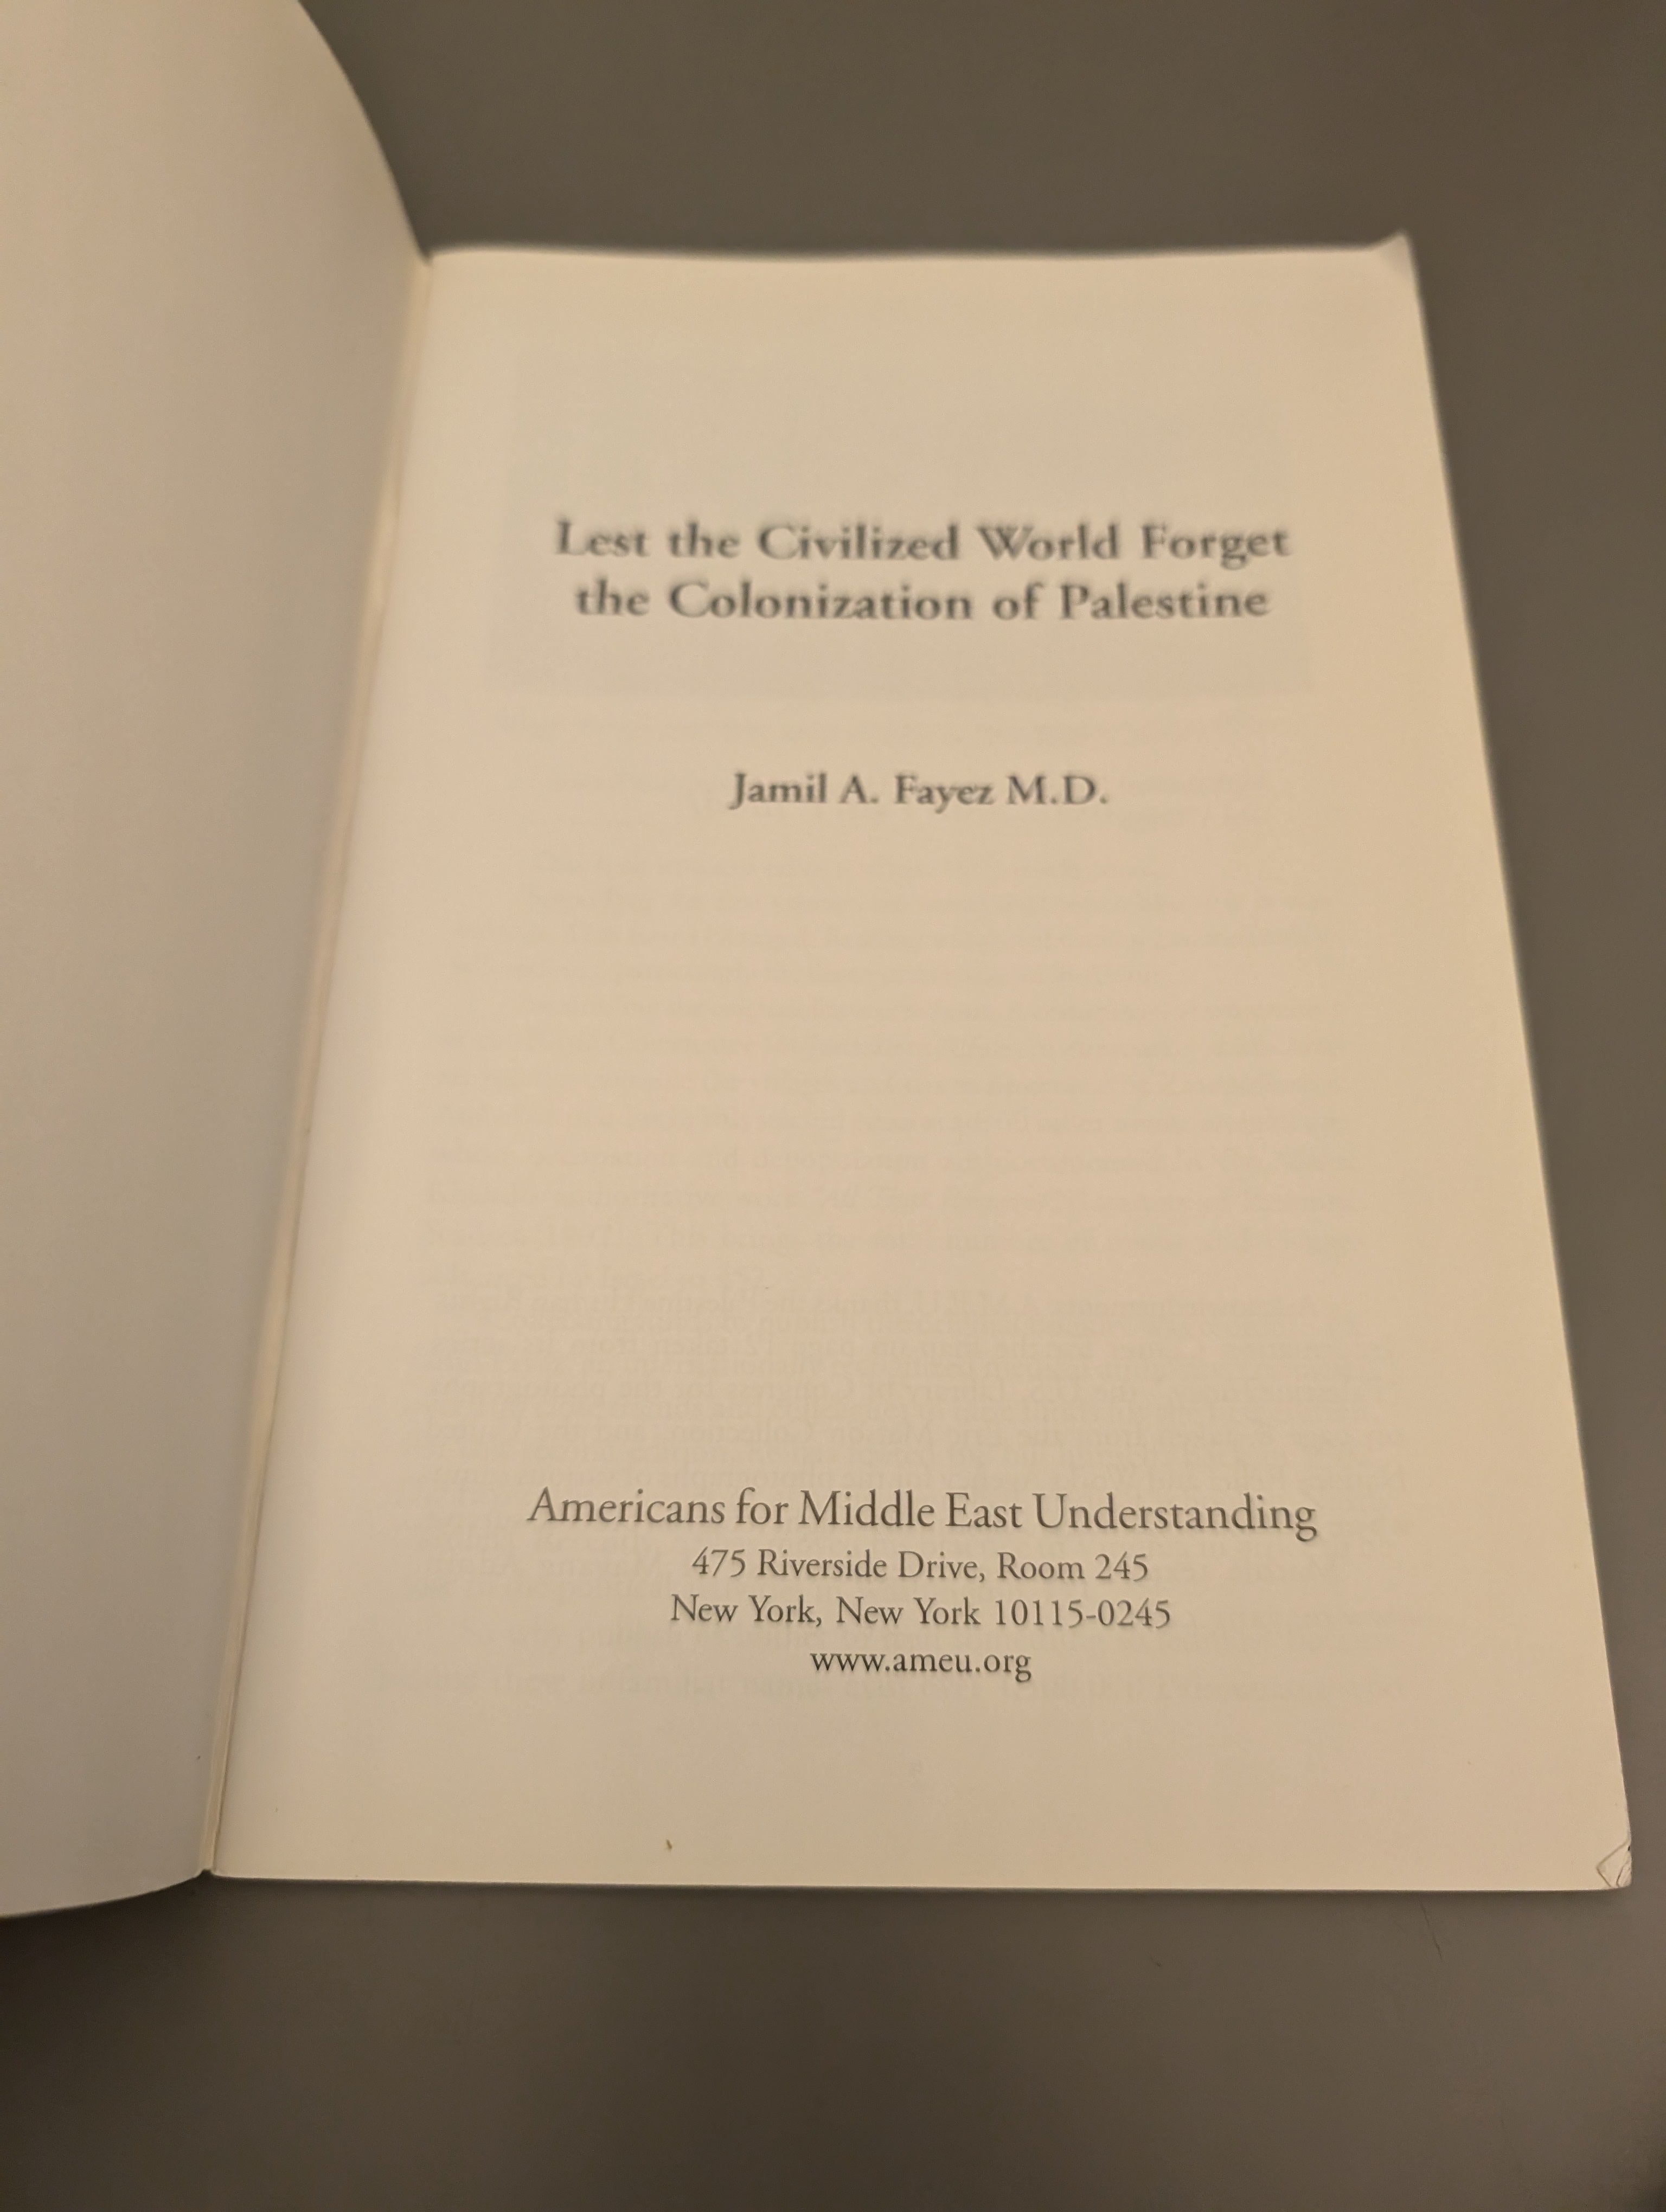 Lest the Civilized World Forget
the Colonization of Palestine
Jamil A. Fayez M.D.
Americans for Middle East Understanding
475 Riverside Drive, Room 245
New York, New York 10115-0245
www.ameu.org